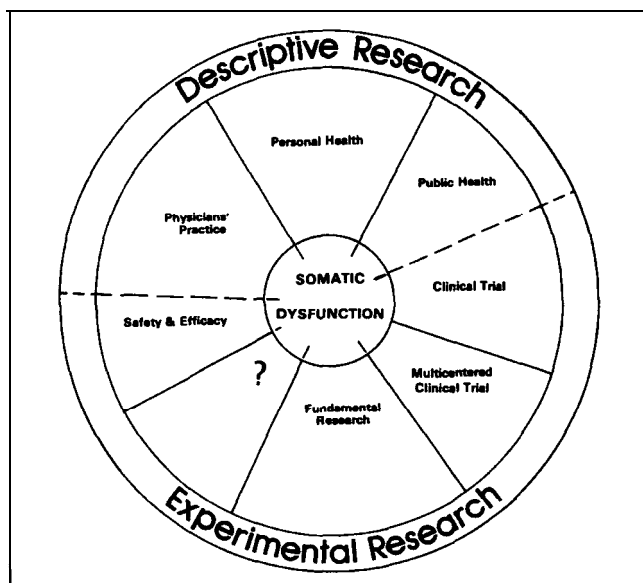 Descriptive Research
Personal Health
Public Health
Physicians'
Practice
SOMATIC
DYSFUNCTION
Clinical Trial
Safety & Efficacy
?
Multicentered
Clinical Trial
Fundamental
Research
Experimental Research